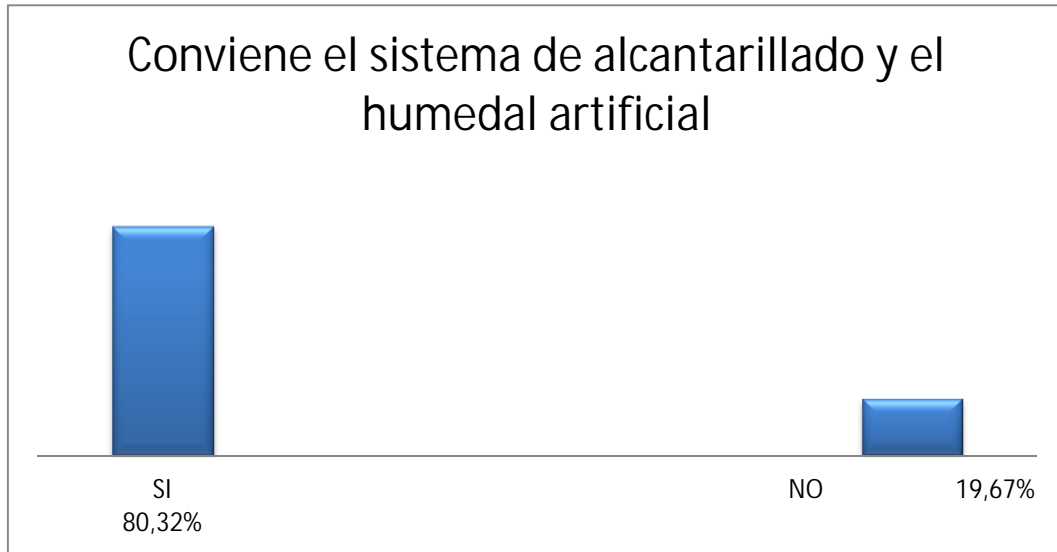 Conviene el sistema de alcantarillado y el
humedal artificial
SI
80,32%
NO 19,67%